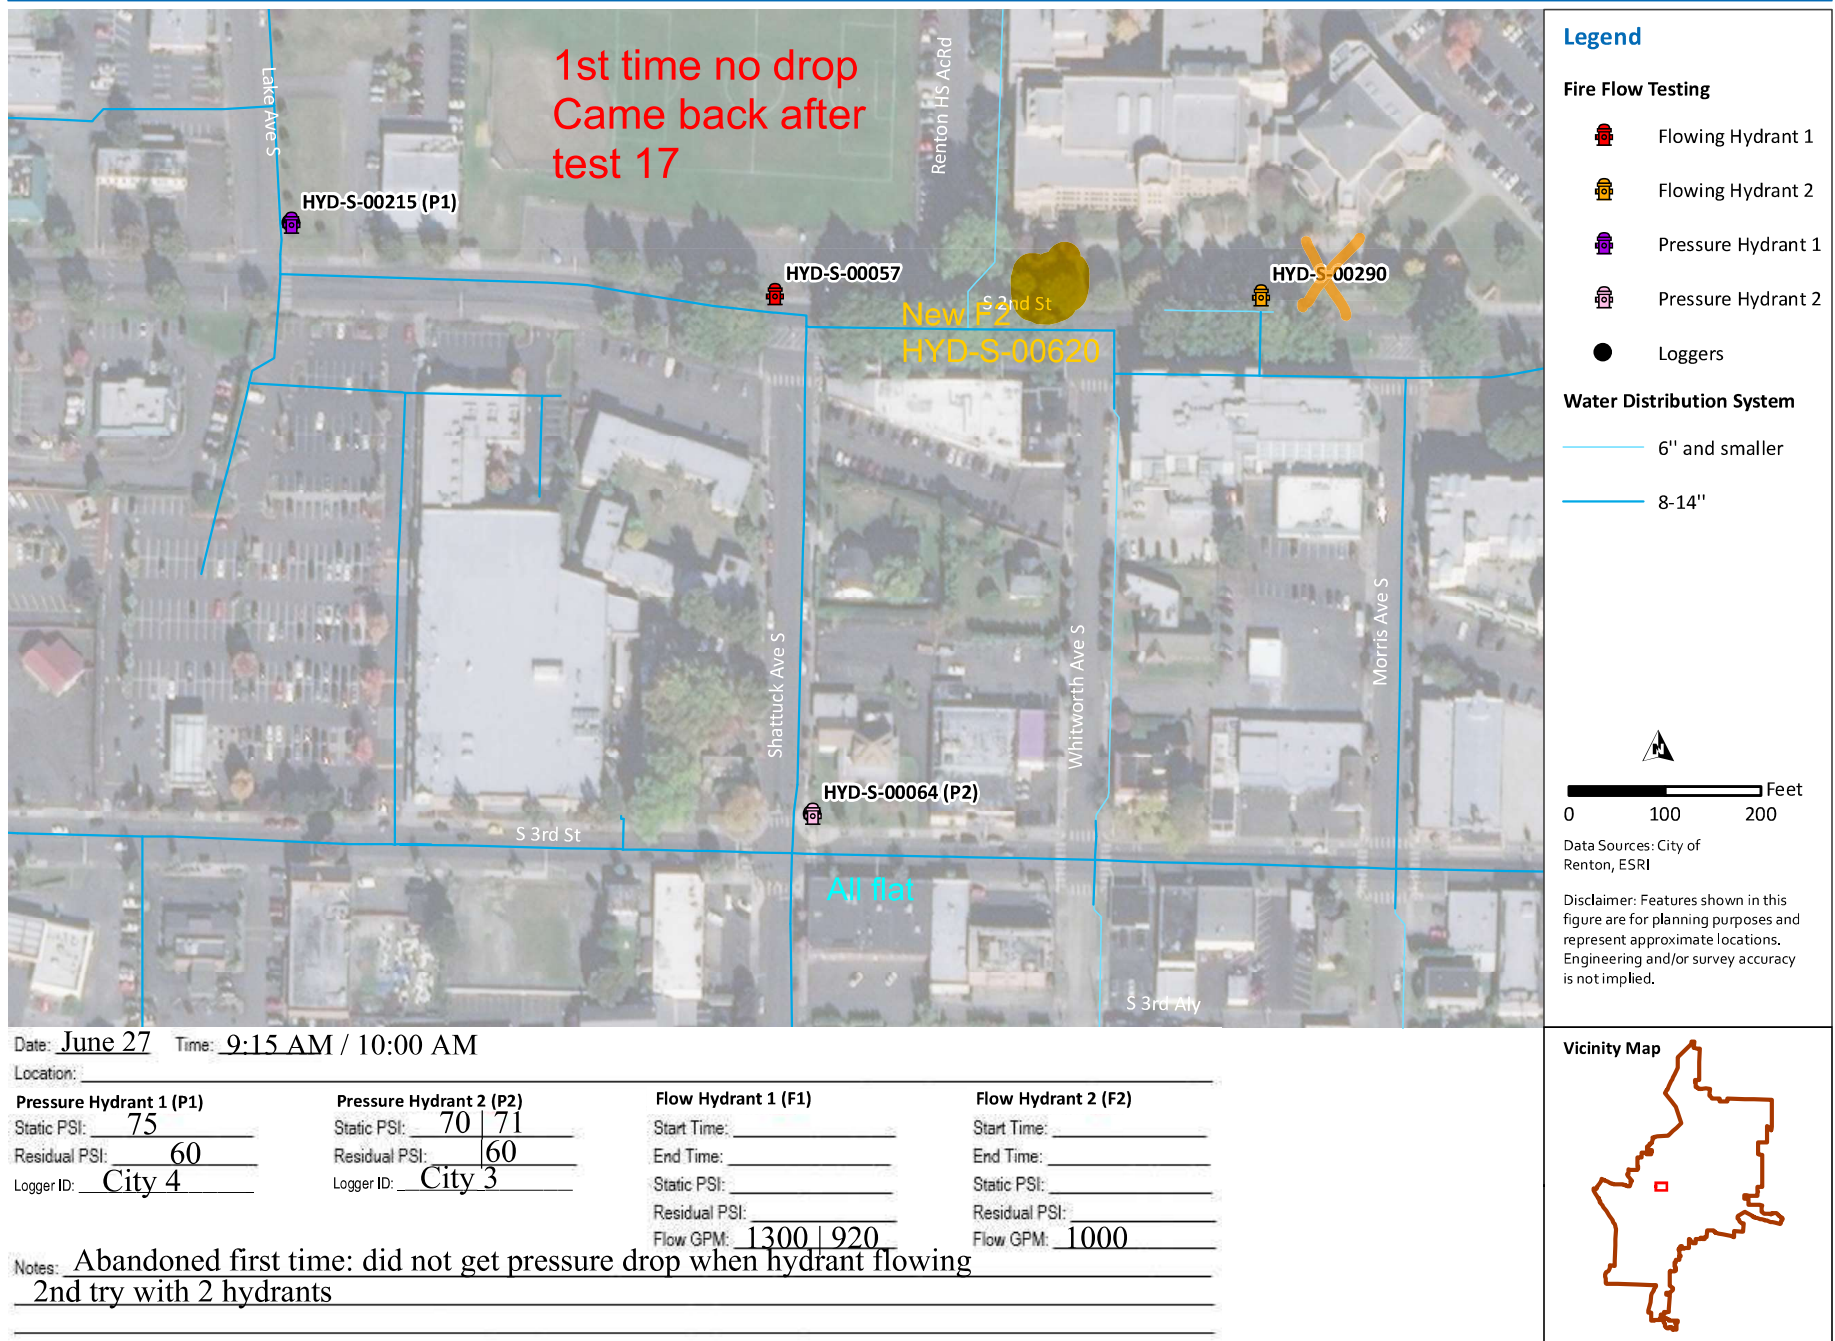 1st time no drop
Came back after
test 17
Lake Ave S
Renton HS AcRd
HYD-S-00215 (P1)
HYD-S-00057
HYD-S-00290
S 2nd St
New F2
HYD-S-00620
Shattuck Ave S
Whitworth Ave S
Morris Ave S
HYD-S-00064 (P2)
S 3rd St
All flat
S 3rd Aly
Legend
Fire Flow Testing
Flowing Hydrant 1
Flowing Hydrant 2
Pressure Hydrant 1
Pressure Hydrant 2
Loggers
Water Distribution System
6" and smaller
8-14"
N
Feet
0 100 200
Data Sources: City of
Renton, ESRI
Disclaimer: Features shown in this
figure are for planning purposes and
represent approximate locations.
Engineering and/or survey accuracy
is not implied.
Vicinity Map
Date: June 27 Time: 9:15 AM / 10:00 AM
Location:
Pressure Hydrant 1 (P1)
Static PSI: 75
Residual PSI: 60
Logger ID: City 4
Pressure Hydrant 2 (P2)
Static PSI: 70 | 71
Residual PSI: |60
Logger ID: City 3
Flow Hydrant 1 (F1)
Start Time:
End Time:
Static PSI:
Residual PSI:
Flow GPM: 1300 | 920
Flow Hydrant 2 (F2)
Start Time:
End Time:
Static PSI:
Residual PSI:
Flow GPM: 1000
Notes: Abandoned first time: did not get pressure drop when hydrant flowing
2nd try with 2 hydrants